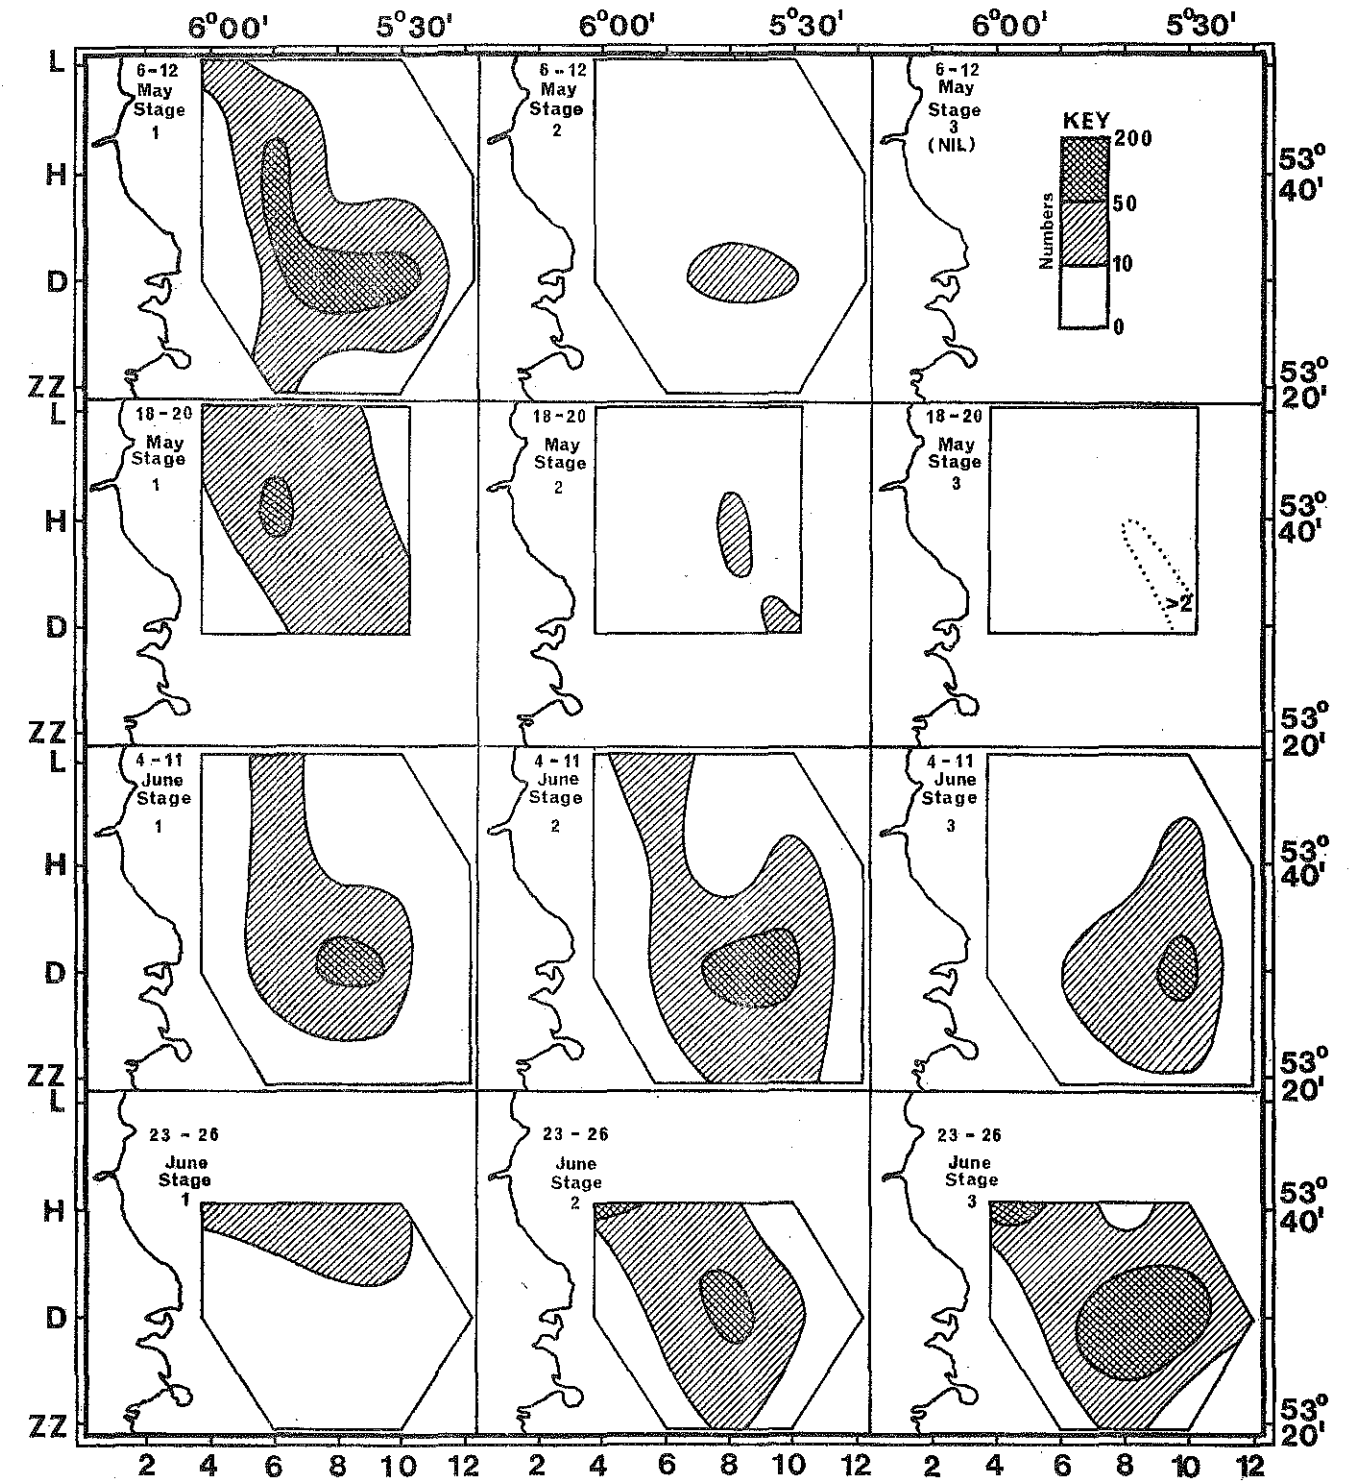 6°00' 5°30' 6°00' 5°30' 6°00' 5°30'
L
6-12
May
Stage
1
6--12
May
Stage
2
6-12
May
Stage
3
(NIL)
KEY
200
50
10
0
Numbers
H
53°
40'
D
ZZ
53°
20'
L
18-20
May
Stage
1
18-20
May
Stage
2
18-20
May
Stage
3
>2
H
53°
40'
D
ZZ
53°
20'
L
4-11
June
Stage
1
4-11
June
Stage
2
4-11
June
Stage
3
H
53°
40'
D
ZZ
53°
20'
L
23-26
June
Stage
1
23-26
June
Stage
2
23-26
June
Stage
3
H
53°
40'
D
ZZ
53°
20'
2 4 6 8 10 12 2 4 6 8 10 12 2 4 6 8 10 12